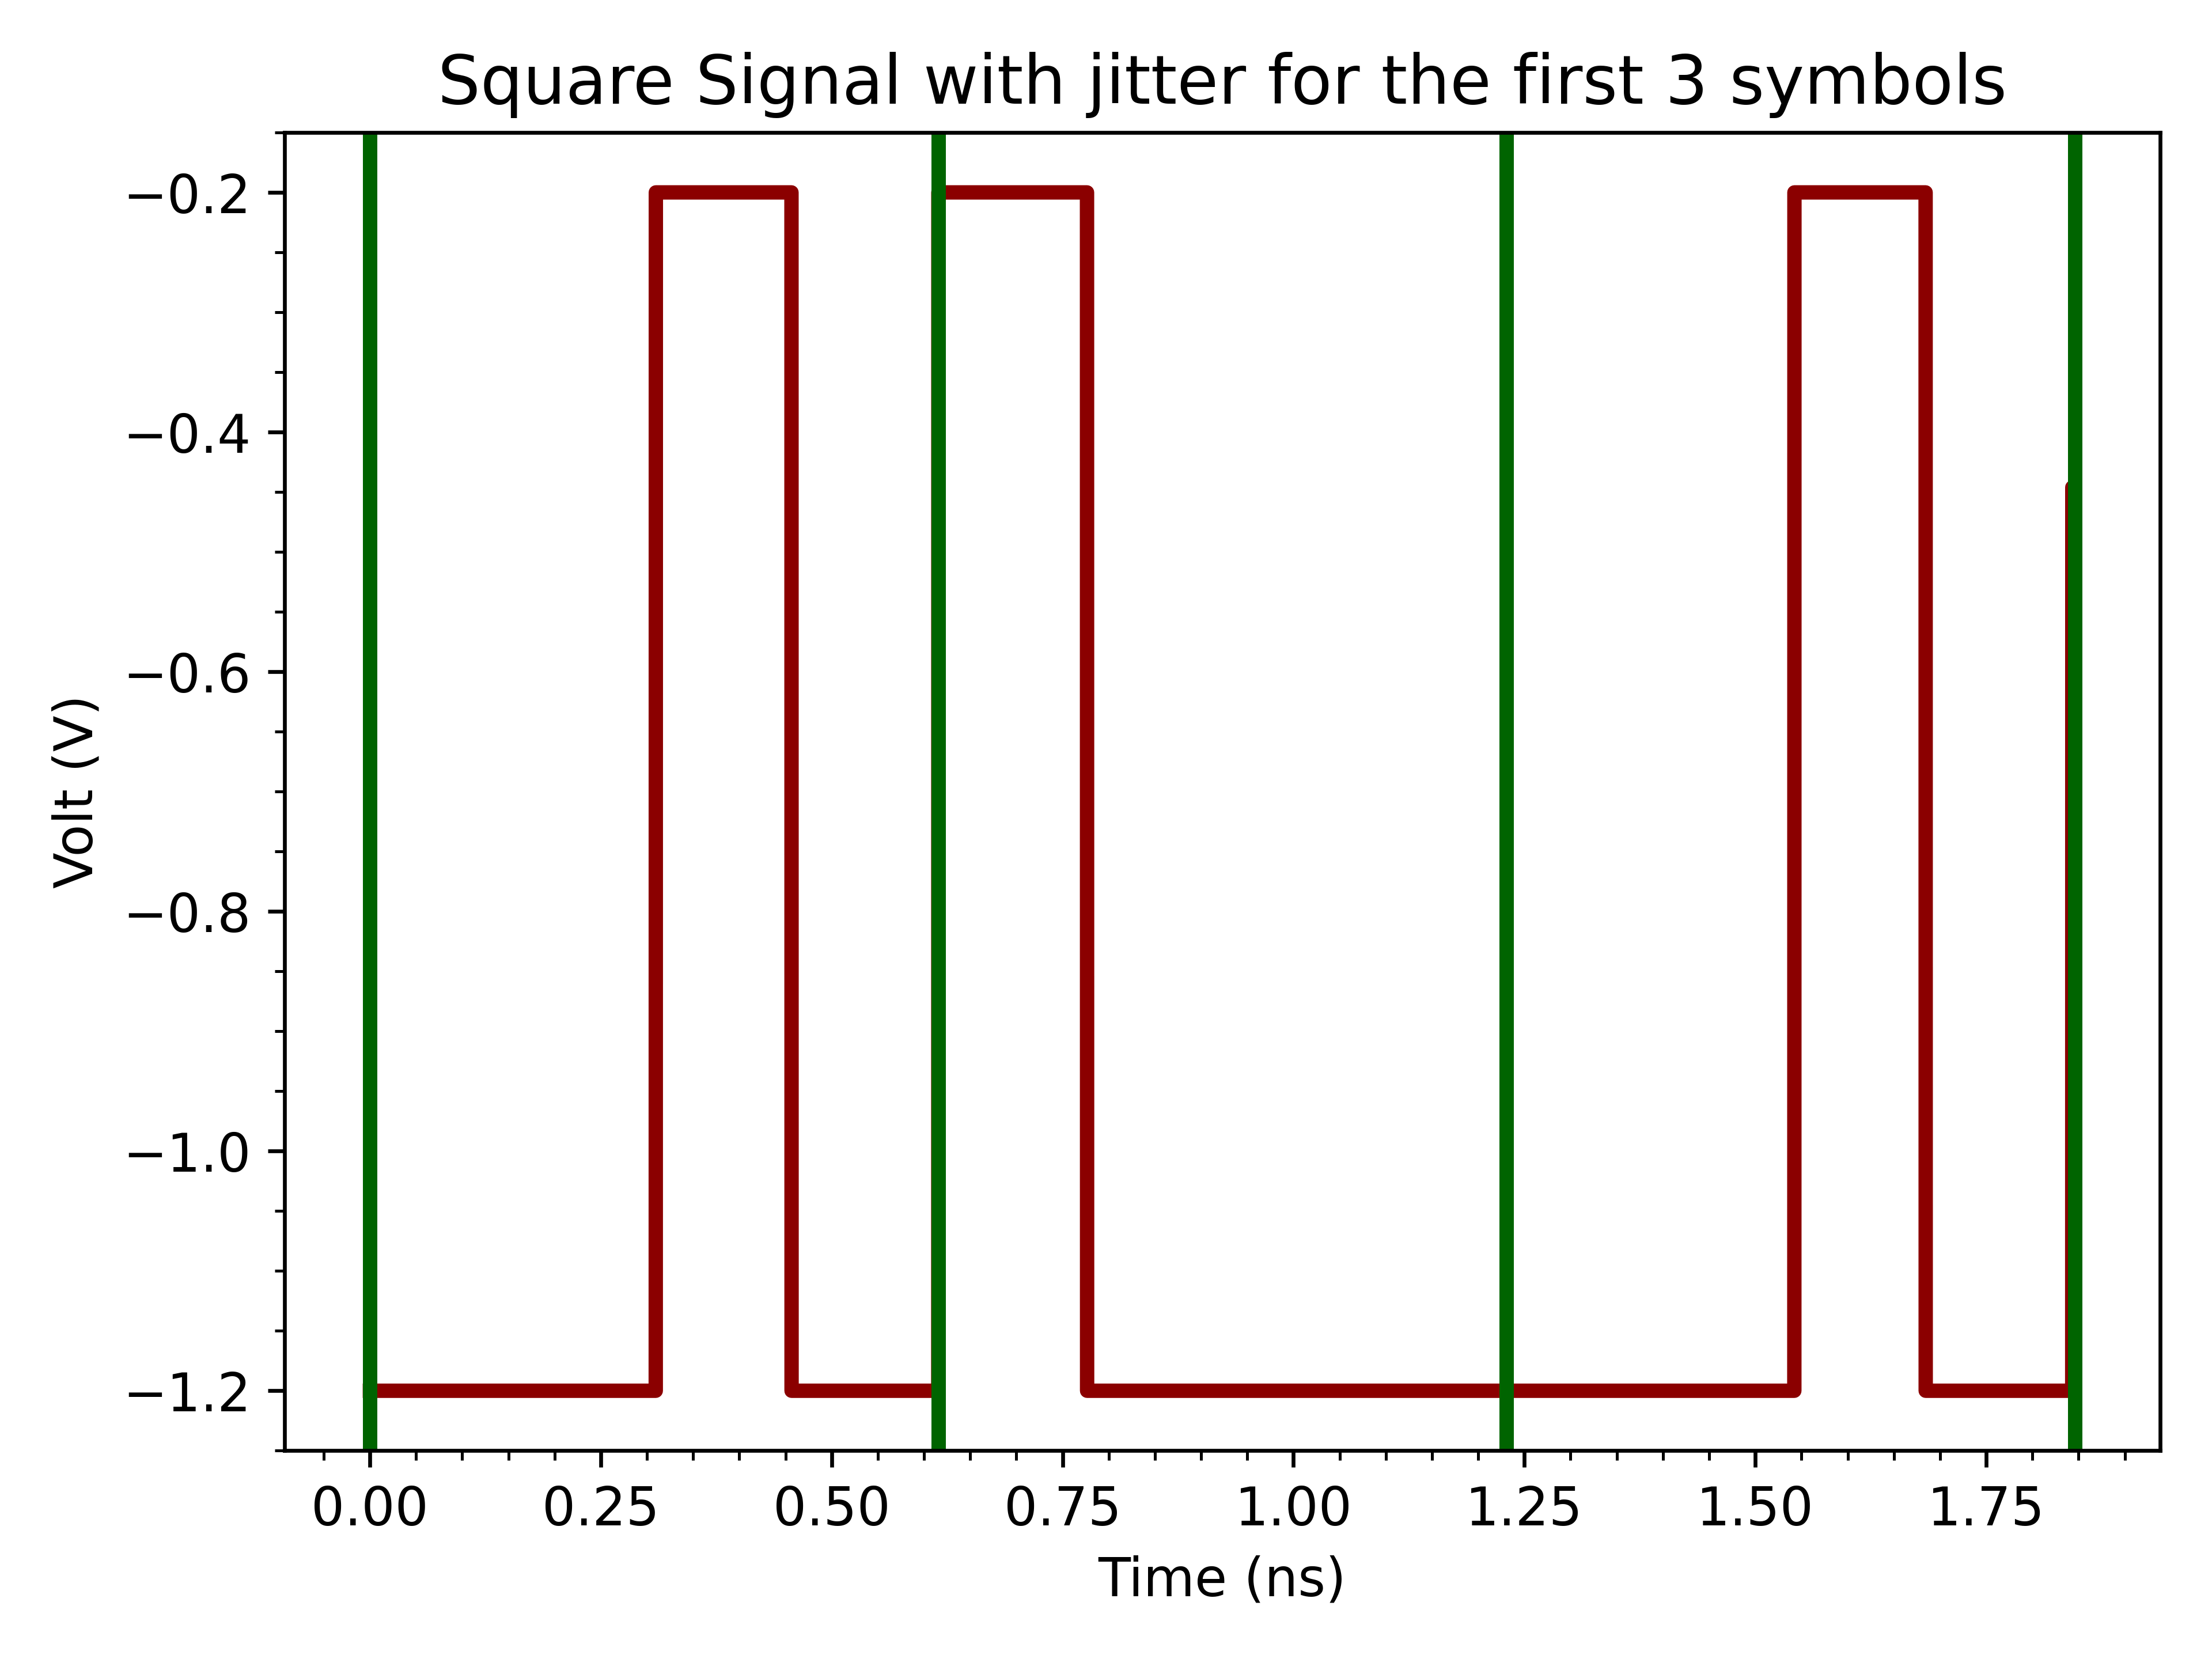 Square Signal with jitter for the first 3 symbols
−0.2
−0.4
−0.6
−0.8
−1.0
−1.2
Volt (V)
0.00 0.25 0.50 0.75 1.00 1.25 1.50 1.75
Time (ns)